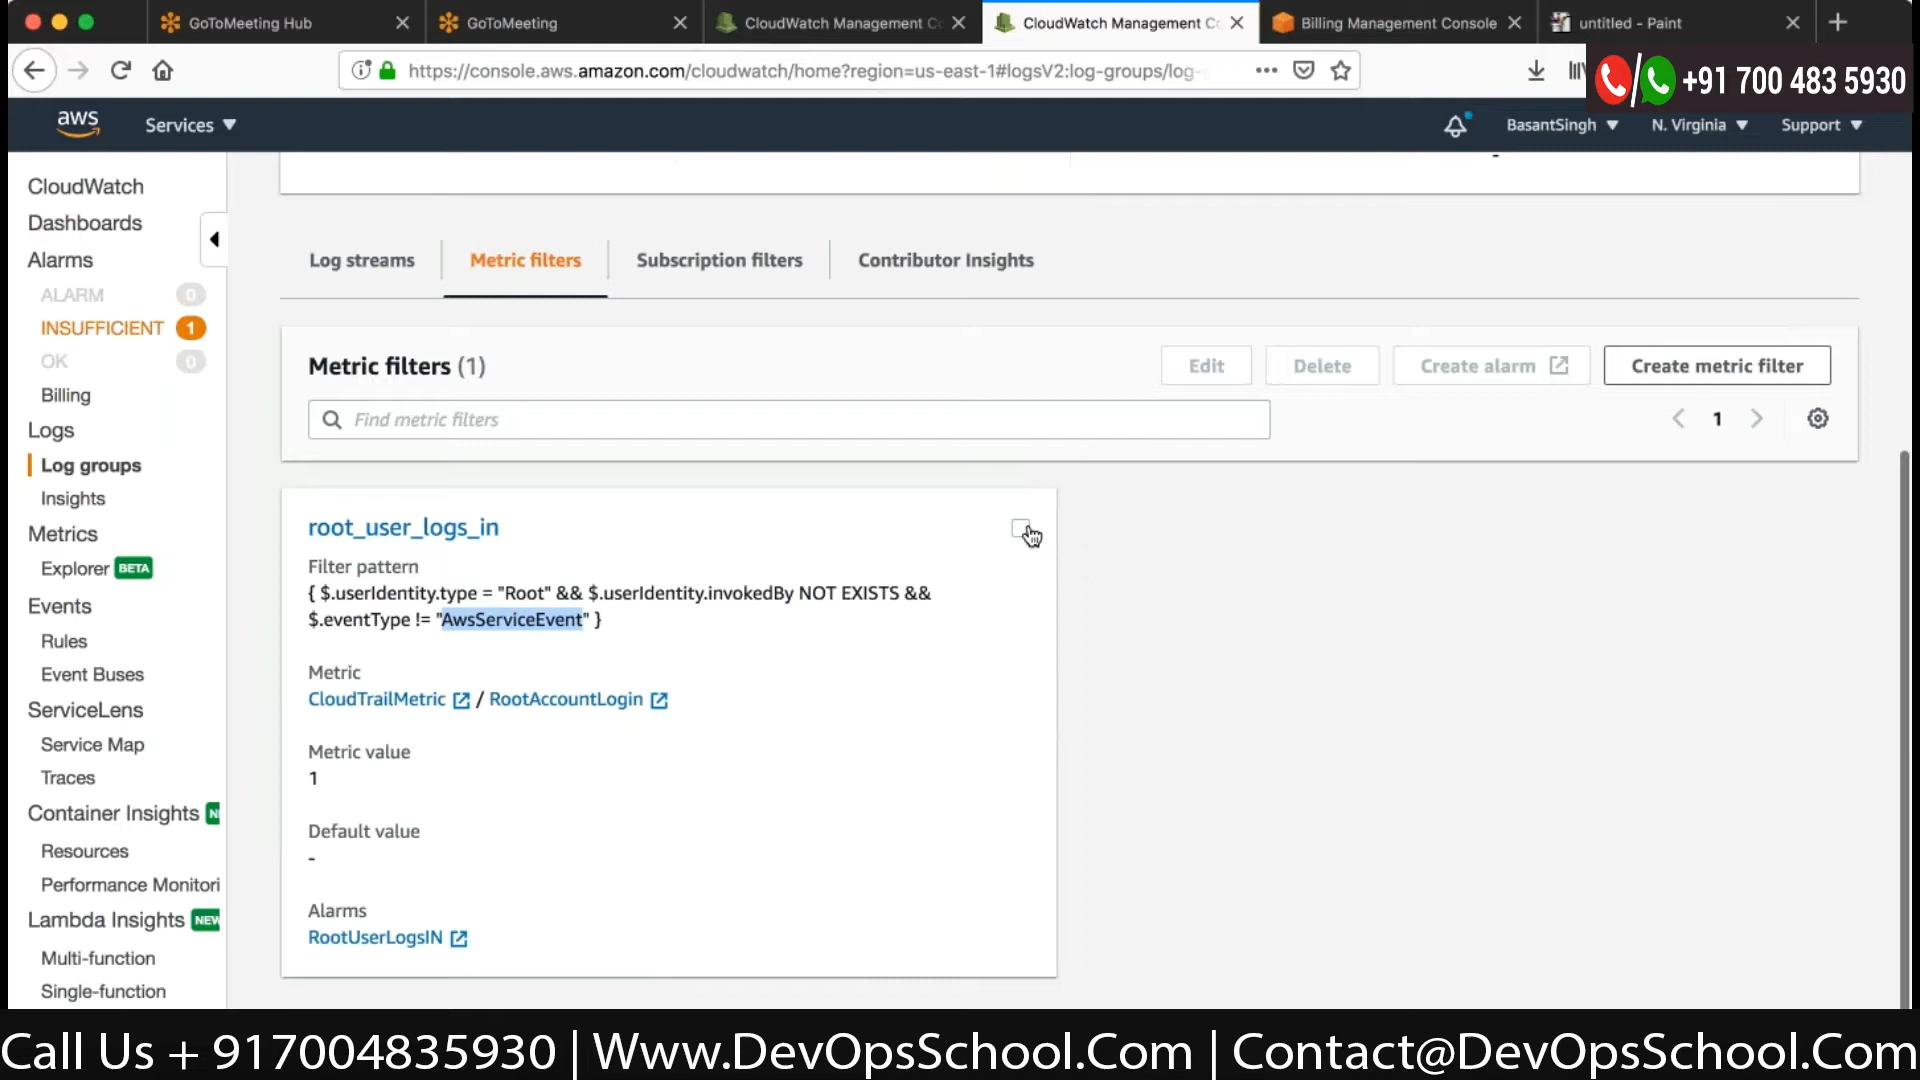 GoToMeeting Hub
GoToMeeting
CloudWatch Management Co
CloudWatch Management Co
Billing Management Console
untitled - Paint
https://console.aws.amazon.com/cloudwatch/home?region=us-east-1#logsV2:log-groups/log-
+91 700 483 5930
aws
Services
BasantSingh
N. Virginia
Support
CloudWatch
Dashboards
Alarms
ALARM 0
INSUFFICIENT 1
OK 0
Billing
Logs
Log groups
Insights
Metrics
Explorer BETA
Events
Rules
Event Buses
ServiceLens
Service Map
Traces
Container Insights
Resources
Performance Monitori
Lambda Insights NEW
Multi-function
Single-function
Log streams
Metric filters
Subscription filters
Contributor Insights
Metric filters (1)
Edit
Delete
Create alarm
Create metric filter
Find metric filters
1
root_user_logs_in
Filter pattern
{ $.userIdentity.type = "Root" && $.userIdentity.invokedBy NOT EXISTS &&
$.eventType != "AwsServiceEvent" }
Metric
CloudTrailMetric / RootAccountLogin
Metric value
1
Default value
-
Alarms
RootUserLogsIN
Call Us + 917004835930 | Www.DevOpsSchool.Com | Contact@DevOpsSchool.Com